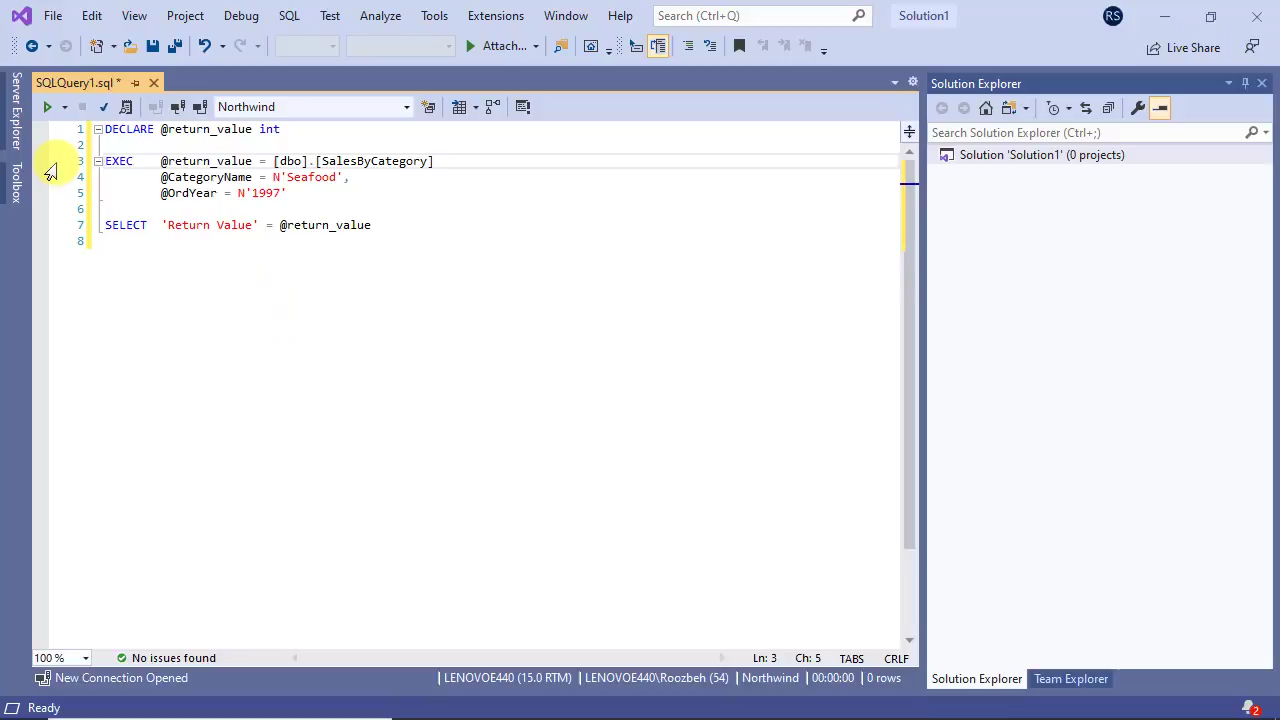 File Edit View Project Debug SQL Test Analyze Tools Extensions Window Help Search (Ctrl+Q) Solution1 RS
Attach... Live Share
SQLQuery1.sql * Solution Explorer
Northwind
Search Solution Explorer (Ctrl+;)
Solution 'Solution1' (0 projects)
Server Explorer
Toolbox
1 DECLARE @return_value int
2
3 EXEC @return_value = [dbo].[SalesByCategory]
4 @CategoryName = N'Seafood',
5 @OrdYear = N'1997'
6
7 SELECT 'Return Value' = @return_value
8
100 % No issues found Ln: 3 Ch: 5 TABS CRLF
New Connection Opened LENOVOE440 (15.0 RTM) LENOVOE440\Roozbeh (54) Northwind 00:00:00 0 rows
Solution Explorer Team Explorer
Ready 2